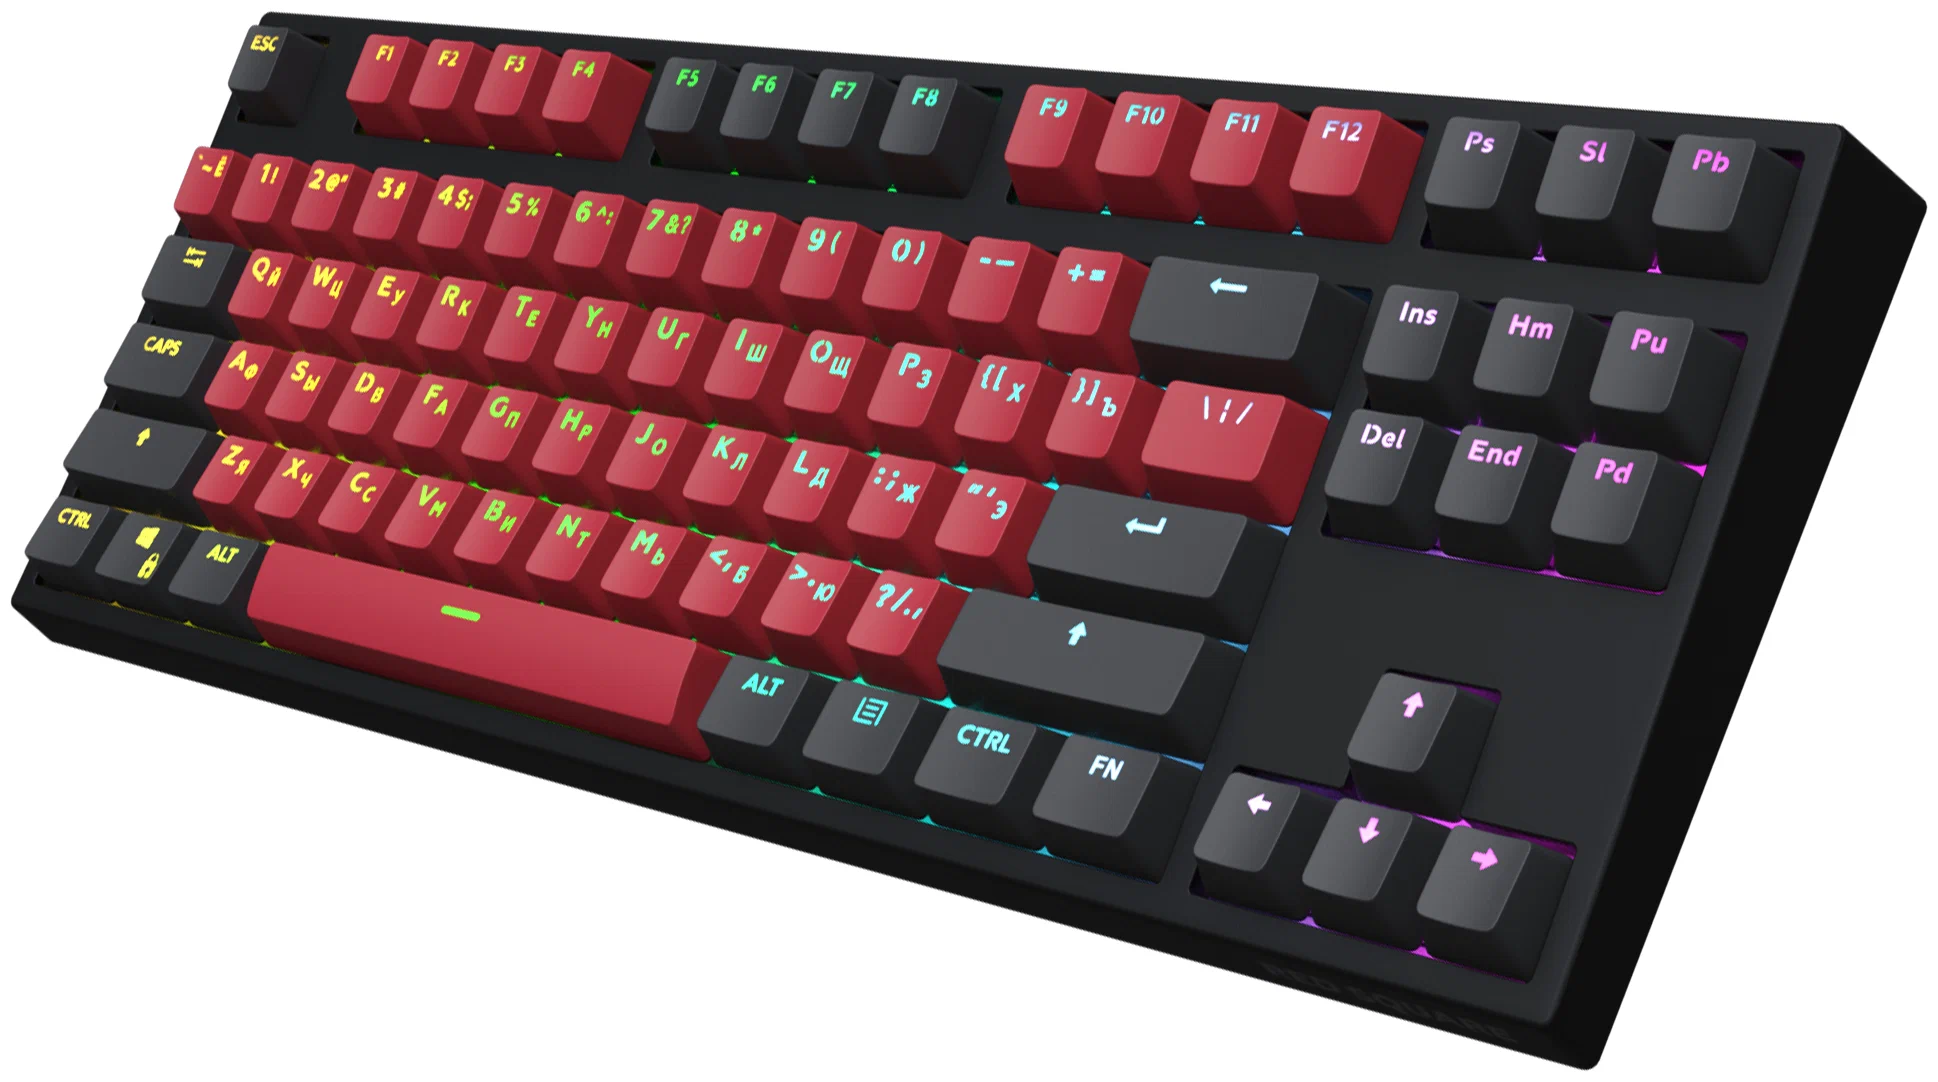 ESC F1 F2 F3 F4 F5 F6 F7 F8 F9 F10 F11 F12 Ps Sl Pb
`~Ё 1! 2@" 3# 4$; 5% 6^: 7&? 8* 9( 0) -— += ← Ins Hm Pu
Qй Wц Eу Rк Tе Yн Uг Iш Oщ Pз {[х }]ъ \¦/ Del End Pd
CAPS Aф Sы Dв Fа Gп Hр Jо Kл Lд :;ж "'э
↑ Zя Xч Cс Vм Bи Nт Mь <,б >.ю ?/., ↑ ↑
CTRL ALT ALT CTRL FN ← ↓ →
RED SQUARE